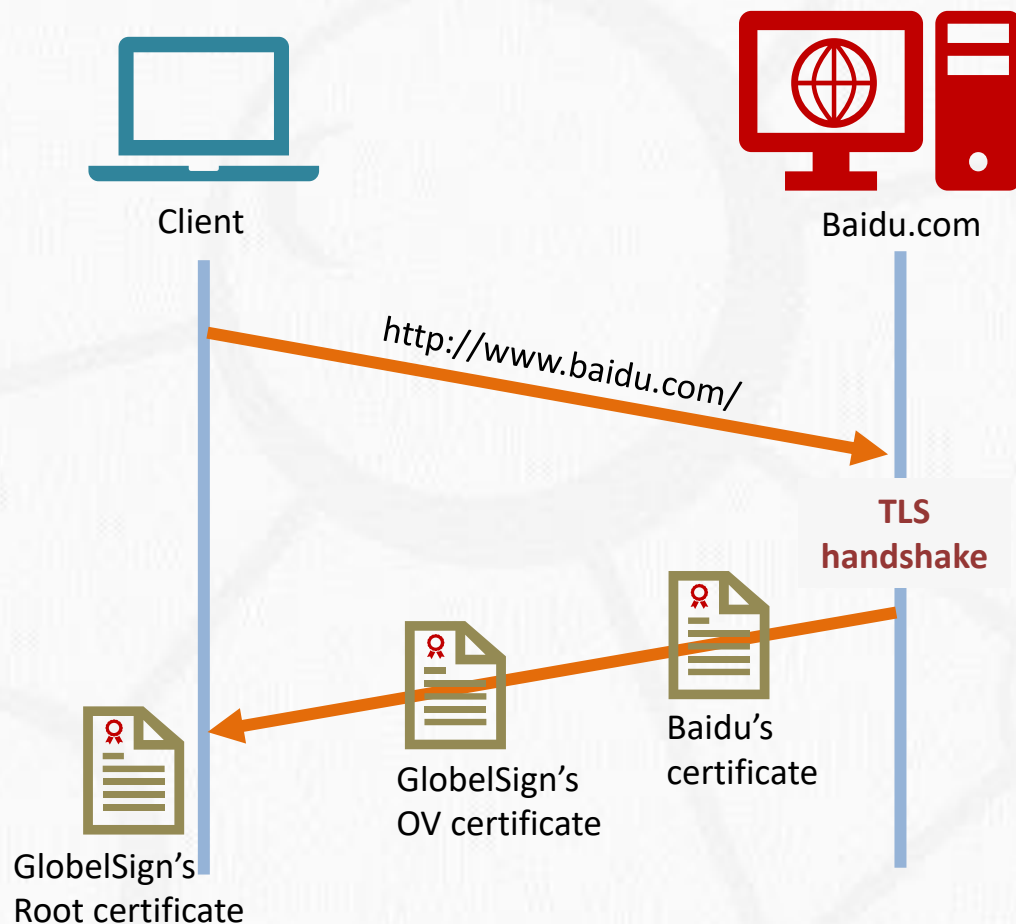 Client
Baidu.com
http://www.baidu.com/
TLS
handshake
Baidu's
certificate
GlobelSign's
OV certificate
GlobelSign's
Root certificate